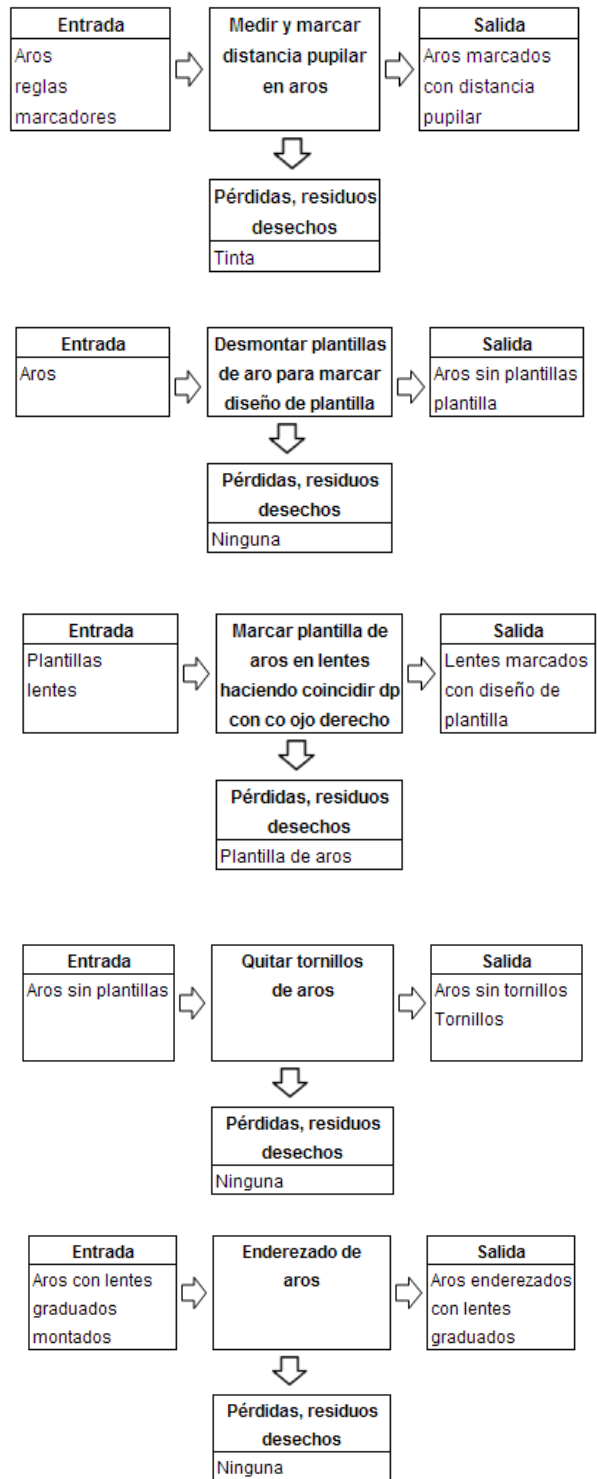 Entrada
Aros
reglas
marcadores
Medir y marcar
distancia pupilar
en aros
Salida
Aros marcados
con distancia
pupilar
Pérdidas, residuos
desechos
Tinta
Entrada
Aros
Desmontar plantillas
de aro para marcar
diseño de plantilla
Salida
Aros sin plantillas
plantilla
Pérdidas, residuos
desechos
Ninguna
Entrada
Plantillas
lentes
Marcar plantilla de
aros en lentes
haciendo coincidir dp
con co ojo derecho
Salida
Lentes marcados
con diseño de
plantilla
Pérdidas, residuos
desechos
Plantilla de aros
Entrada
Aros sin plantillas
Quitar tornillos
de aros
Salida
Aros sin tornillos
Tornillos
Pérdidas, residuos
desechos
Ninguna
Entrada
Aros con lentes
graduados
montados
Enderezado de
aros
Salida
Aros enderezados
con lentes
graduados
Pérdidas, residuos
desechos
Ninguna